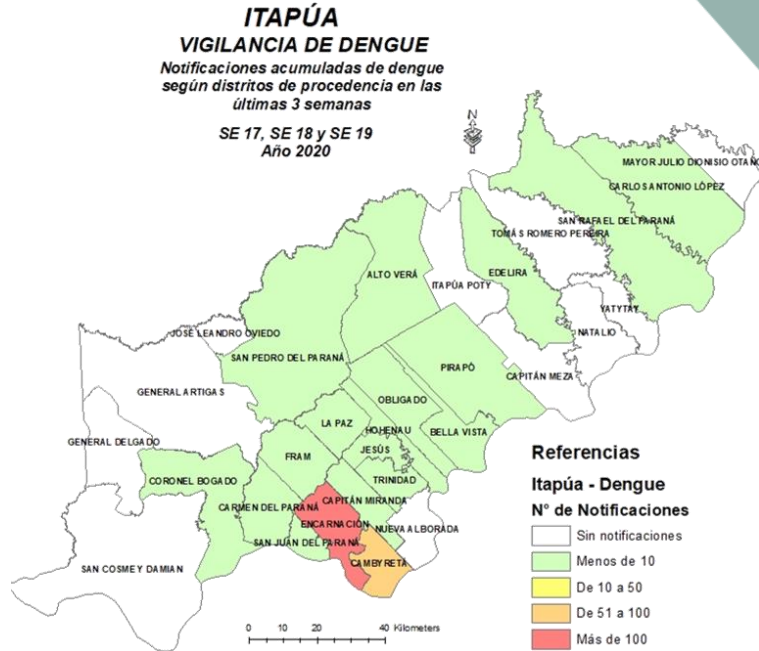 ITAPÚA
VIGILANCIA DE DENGUE
Notificaciones acumuladas de dengue
según distritos de procedencia en las
últimas 3 semanas
SE 17, SE 18 y SE 19
Año 2020
N
MAYOR JULIO DIONISIO OTAÑO
CARLOS ANTONIO LÓPEZ
SAN RAFAEL DEL PARANÁ
TOMÁS ROMERO PEREIRA
EDELIRA
ALTO VERÁ
ITAPÚA POTY
YATYTAY
NATALIO
JOSÉ LEANDRO OVIEDO
SAN PEDRO DEL PARANÁ
PIRAPÓ
CAPITÁN MEZA
GENERAL ARTIGAS
OBLIGADO
LA PAZ
HOHENAU
BELLA VISTA
GENERAL DELGADO
JESÚS
FRAM
CORONEL BOGADO
TRINIDAD
CAPITÁN MIRANDA
CARMEN DEL PARANÁ
ENCARNACIÓN
NUEVA ALBORADA
SAN JUÁN DEL PARANÁ
CAMBYRETA
SAN COSME Y DAMIAN
0 10 20 40 Kilometers
Referencias
Itapúa - Dengue
N° de Notificaciones
Sin notificaciones
Menos de 10
De 10 a 50
De 51 a 100
Más de 100